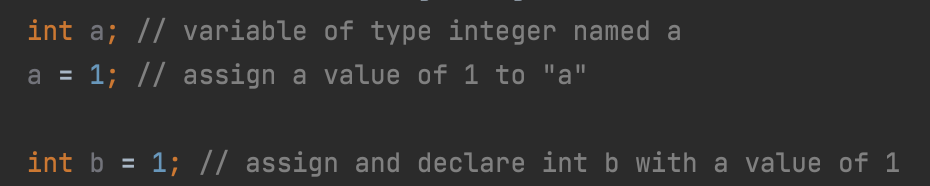 int a; // variable of type integer named a
a = 1; // assign a value of 1 to "a"
int b = 1; // assign and declare int b with a value of 1